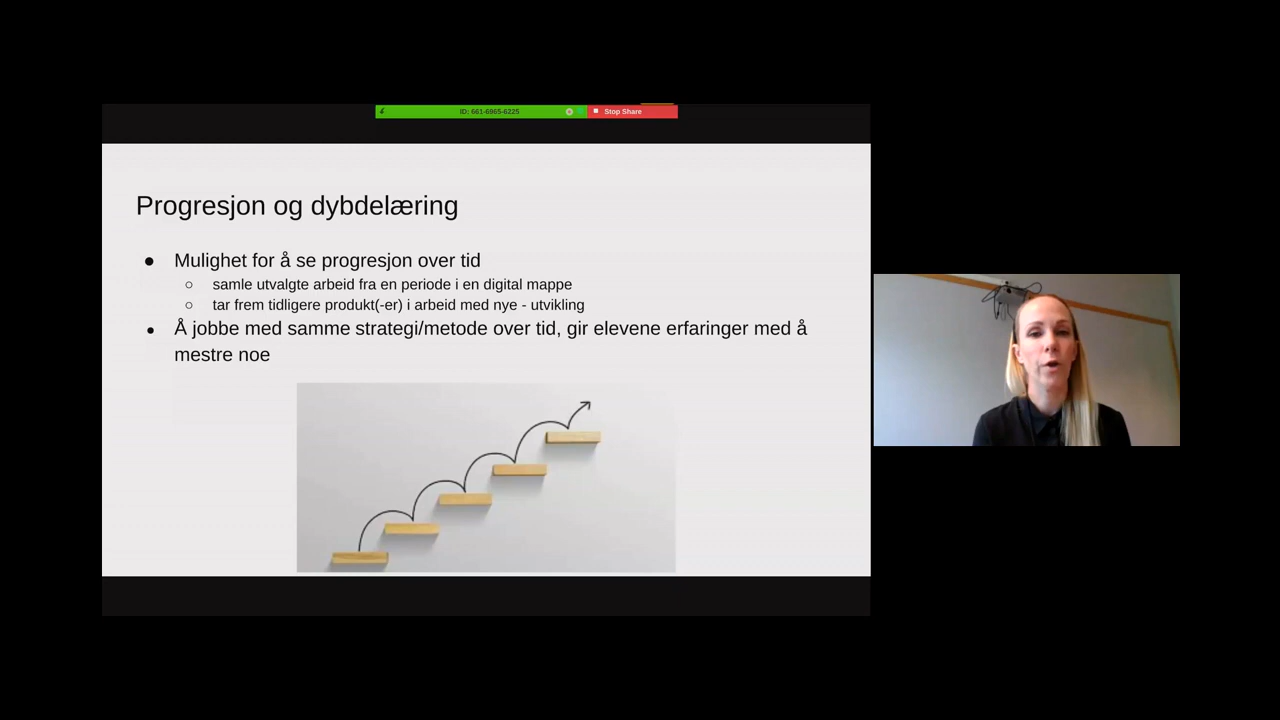 ID: 661-6965-6225
Stop Share
Progresjon og dybdelæring
● Mulighet for å se progresjon over tid
○ samle utvalgte arbeid fra en periode i en digital mappe
○ tar frem tidligere produkt(-er) i arbeid med nye - utvikling
● Å jobbe med samme strategi/metode over tid, gir elevene erfaringer med å
mestre noe